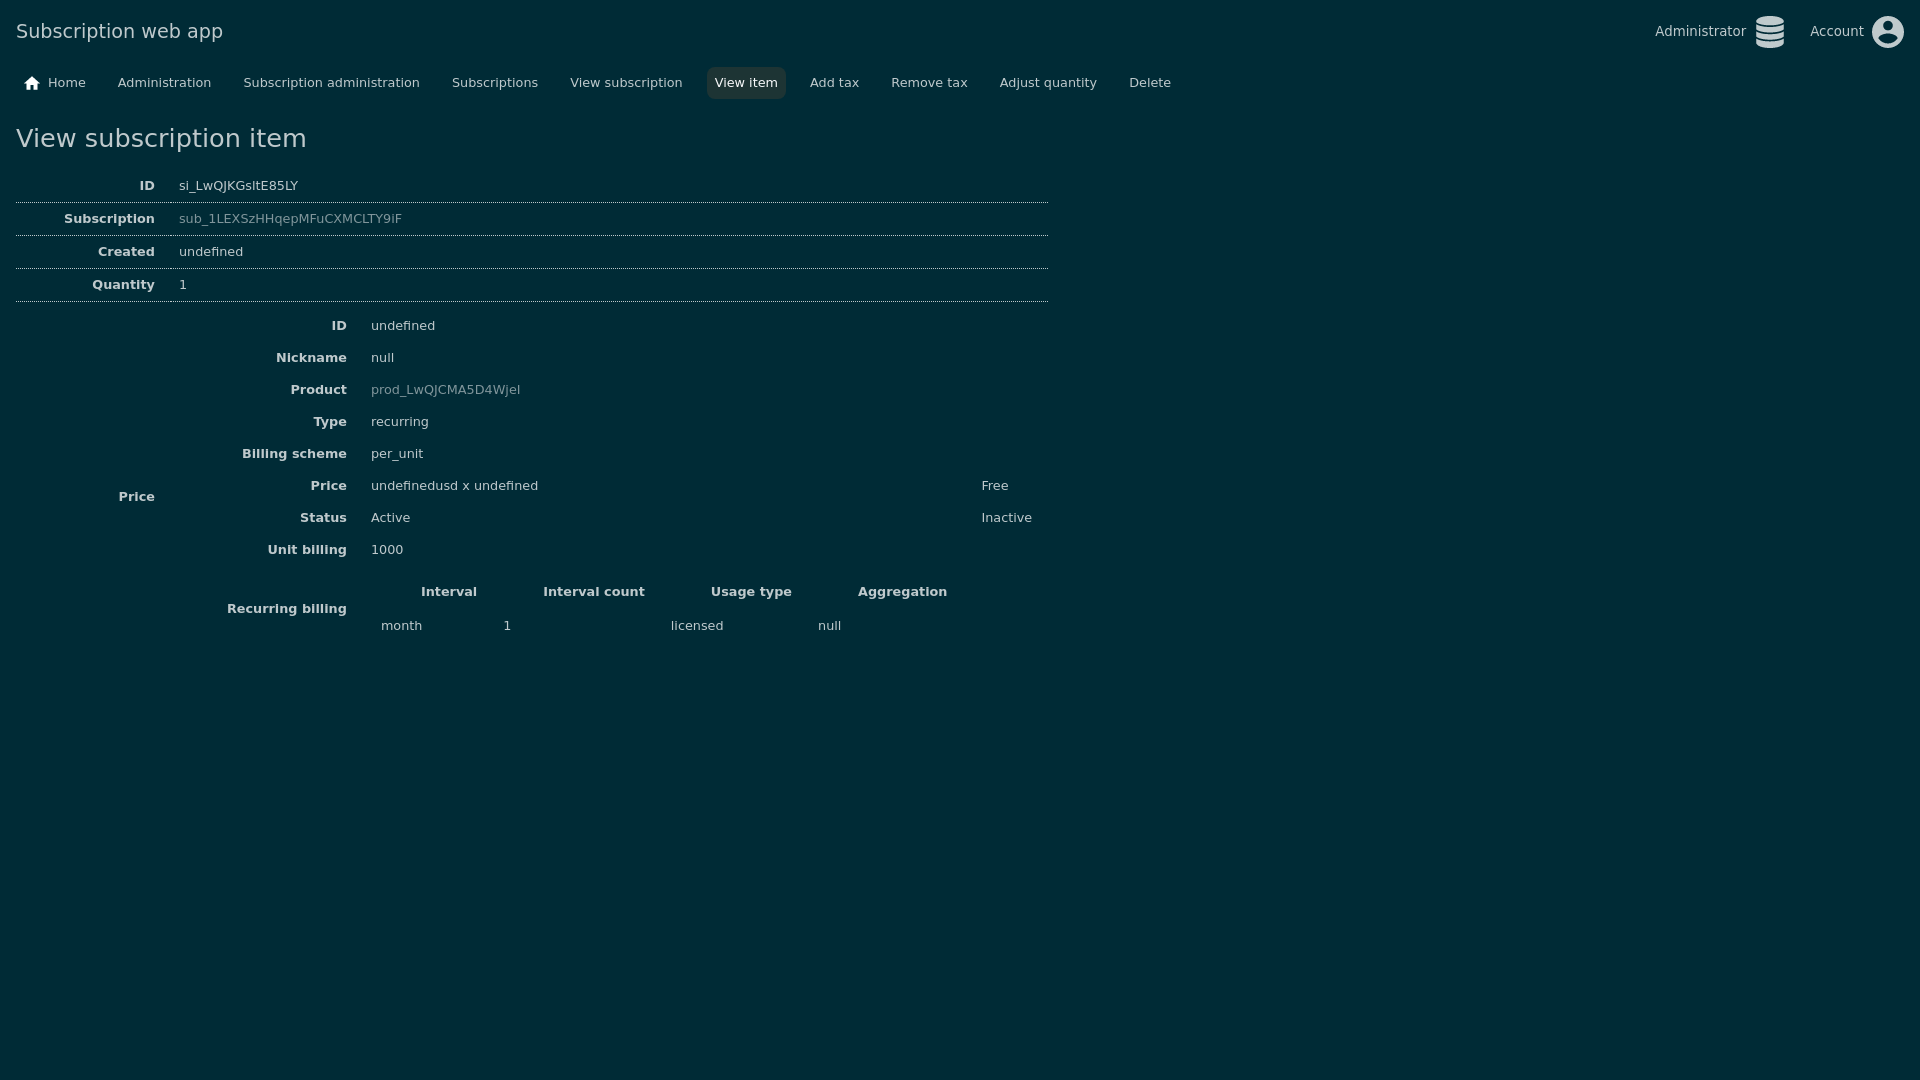 Subscription web app
Administrator
Account
Home
Administration
Subscription administration
Subscriptions
View subscription
View item
Add tax
Remove tax
Adjust quantity
Delete
View subscription item
ID si_LwQJKGsItE85LY
Subscription sub_1LEXSzHHqepMFuCXMCLTY9iF
Created undefined
Quantity 1
Price
ID undefined
Nickname null
Product prod_LwQJCMA5D4WjeI
Type recurring
Billing scheme per_unit
Price undefinedusd x undefined Free
Status Active Inactive
Unit billing 1000
Recurring billing
Interval Interval count Usage type Aggregation
month 1 licensed null